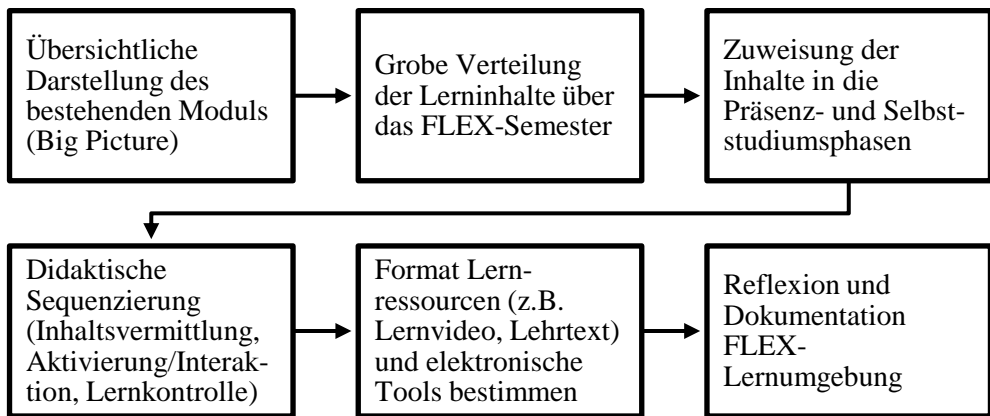 Übersichtliche
Darstellung des
bestehenden Moduls
(Big Picture)
Grobe Verteilung
der Lerninhalte über
das FLEX-Semester
Zuweisung der
Inhalte in die
Präsenz- und Selbst-
studiumsphasen
Didaktische
Sequenzierung
(Inhaltsvermittlung,
Aktivierung/Interak-
tion, Lernkontrolle)
Format Lern-
ressourcen (z.B.
Lernvideo, Lehrtext)
und elektronische
Tools bestimmen
Reflexion und
Dokumentation
FLEX-
Lernumgebung